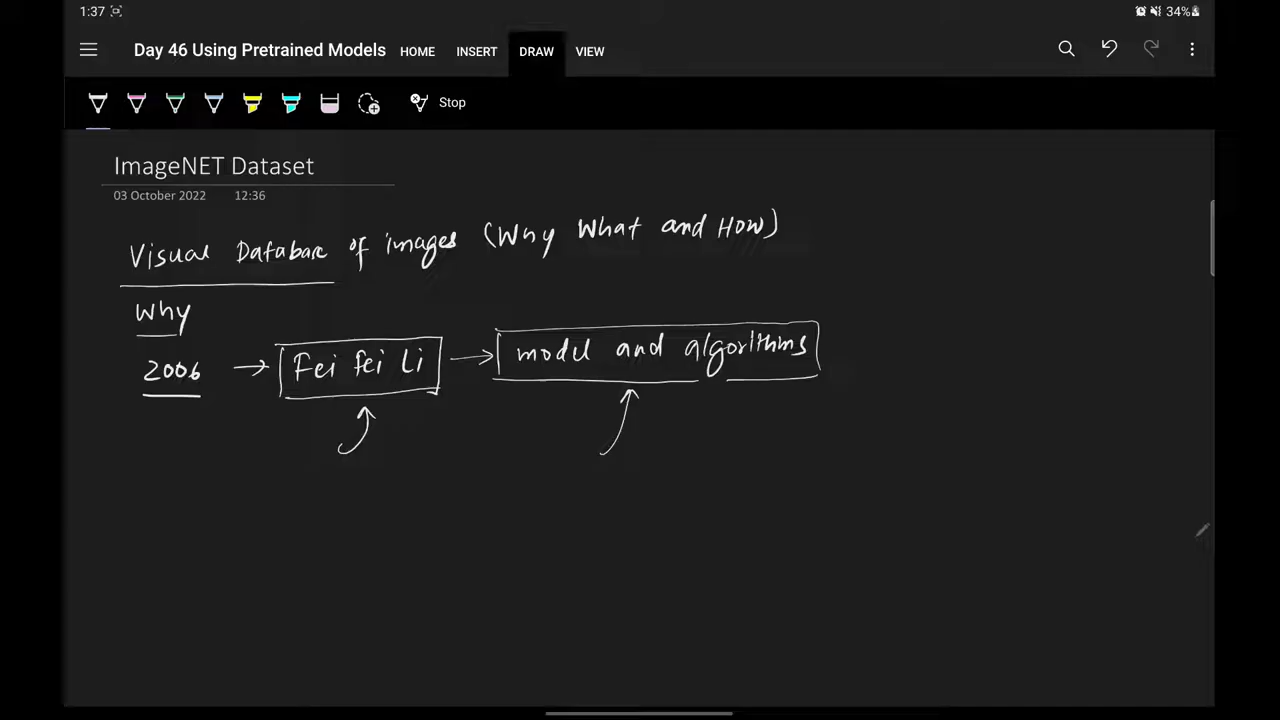 1:37 34%
Day 46 Using Pretrained Models HOME INSERT DRAW VIEW
Stop
ImageNET Dataset
03 October 2022 12:36
Visual Database of images (Why What and How)
Why
2006 → Fei fei Li → model and algorithms